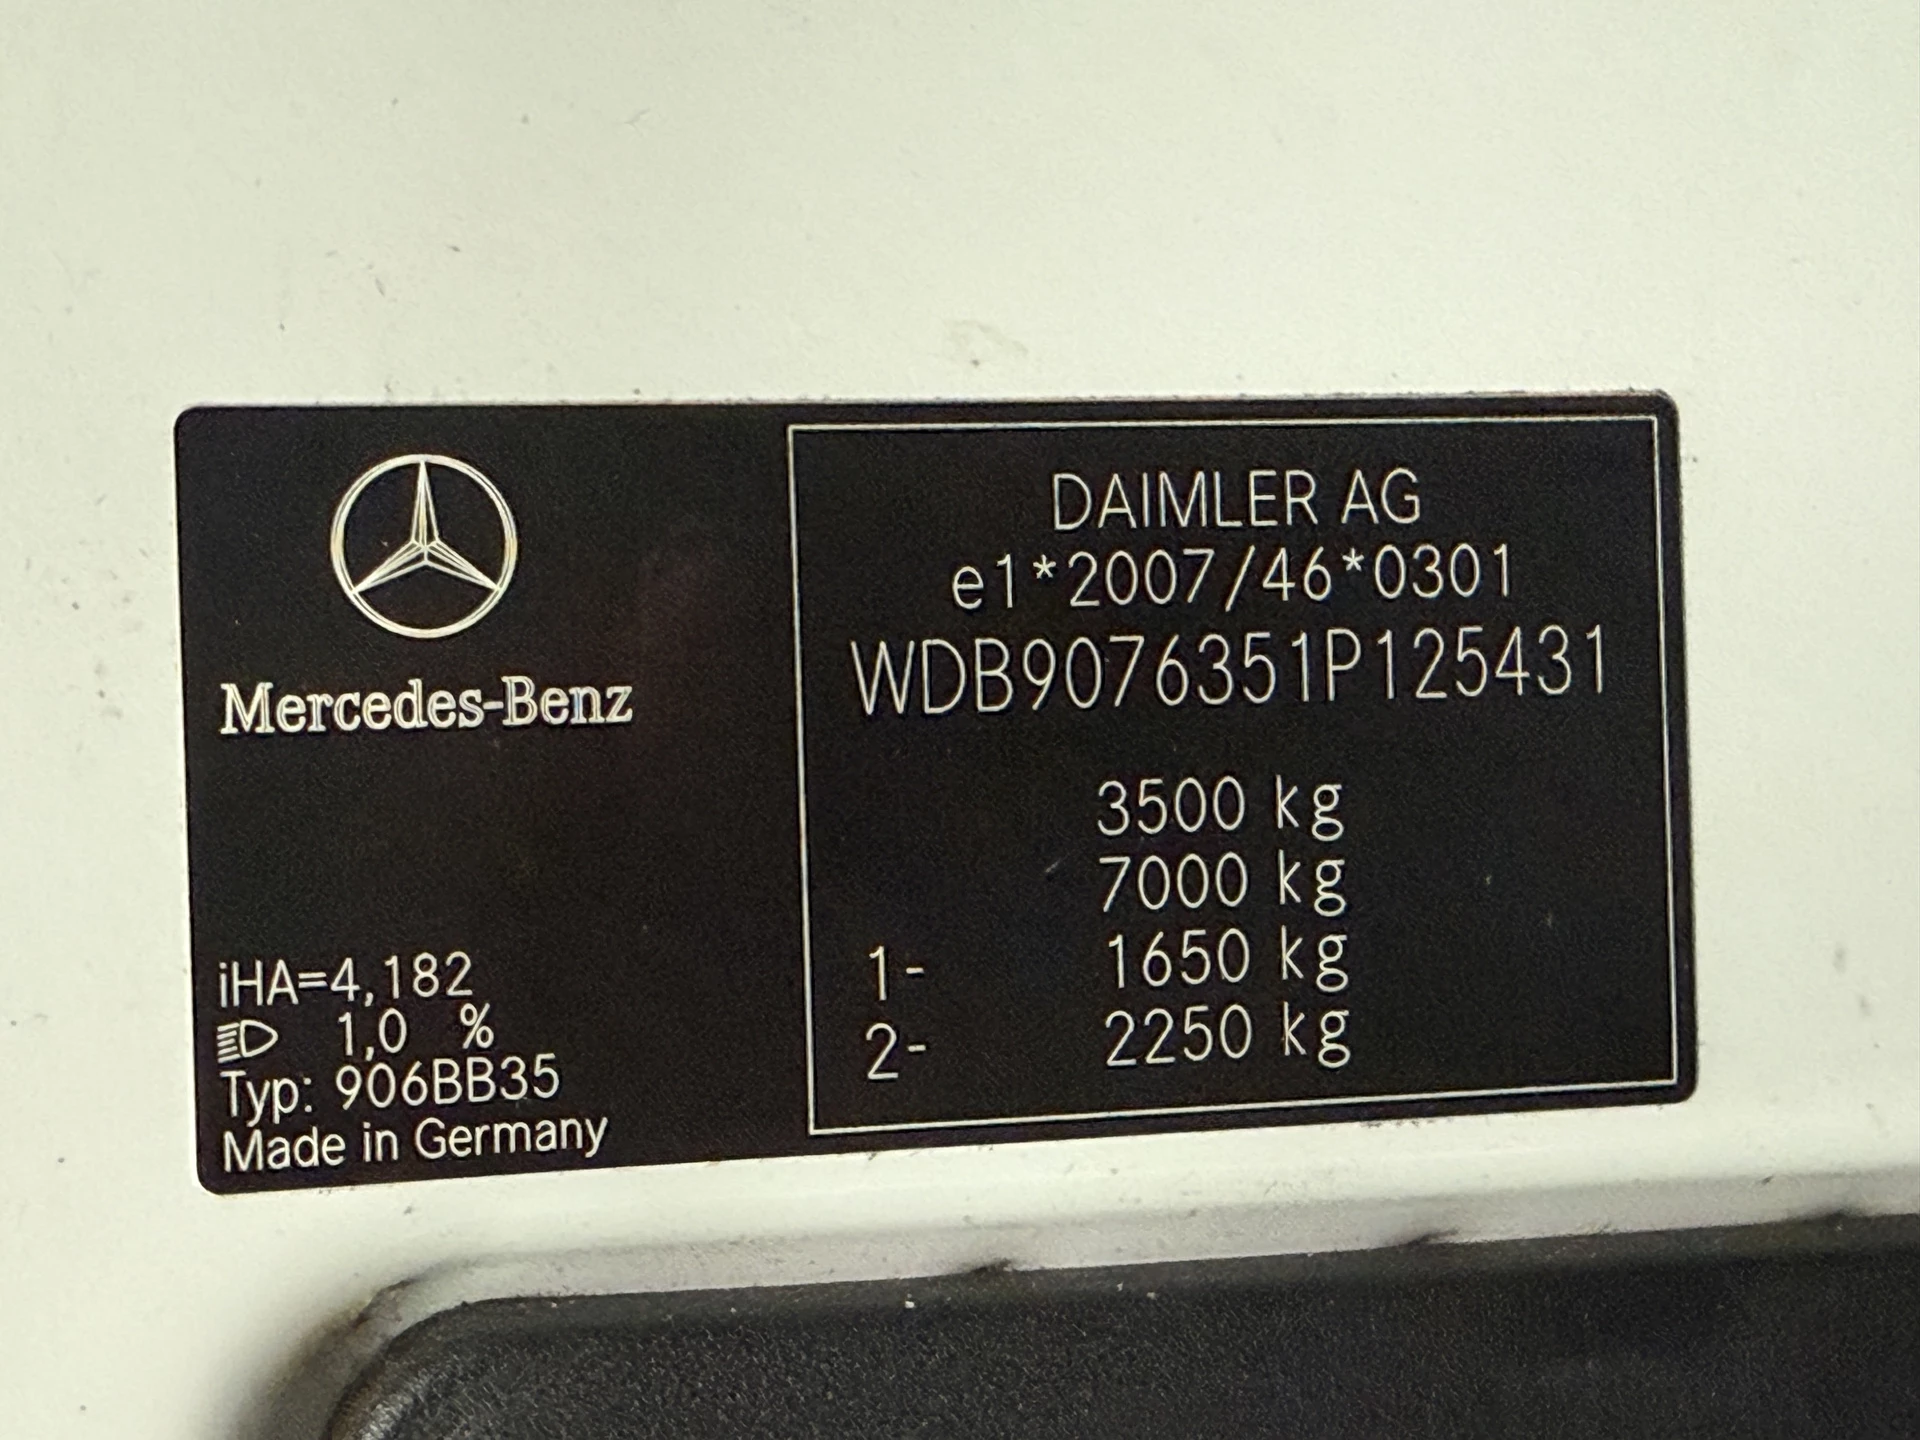 Mercedes-Benz
iHA=4,182
1,0 %
Typ: 906BB35
Made in Germany
DAIMLER AG
e1*2007/46*0301
WDB9076351P125431
3500 kg
7000 kg
1- 1650 kg
2- 2250 kg